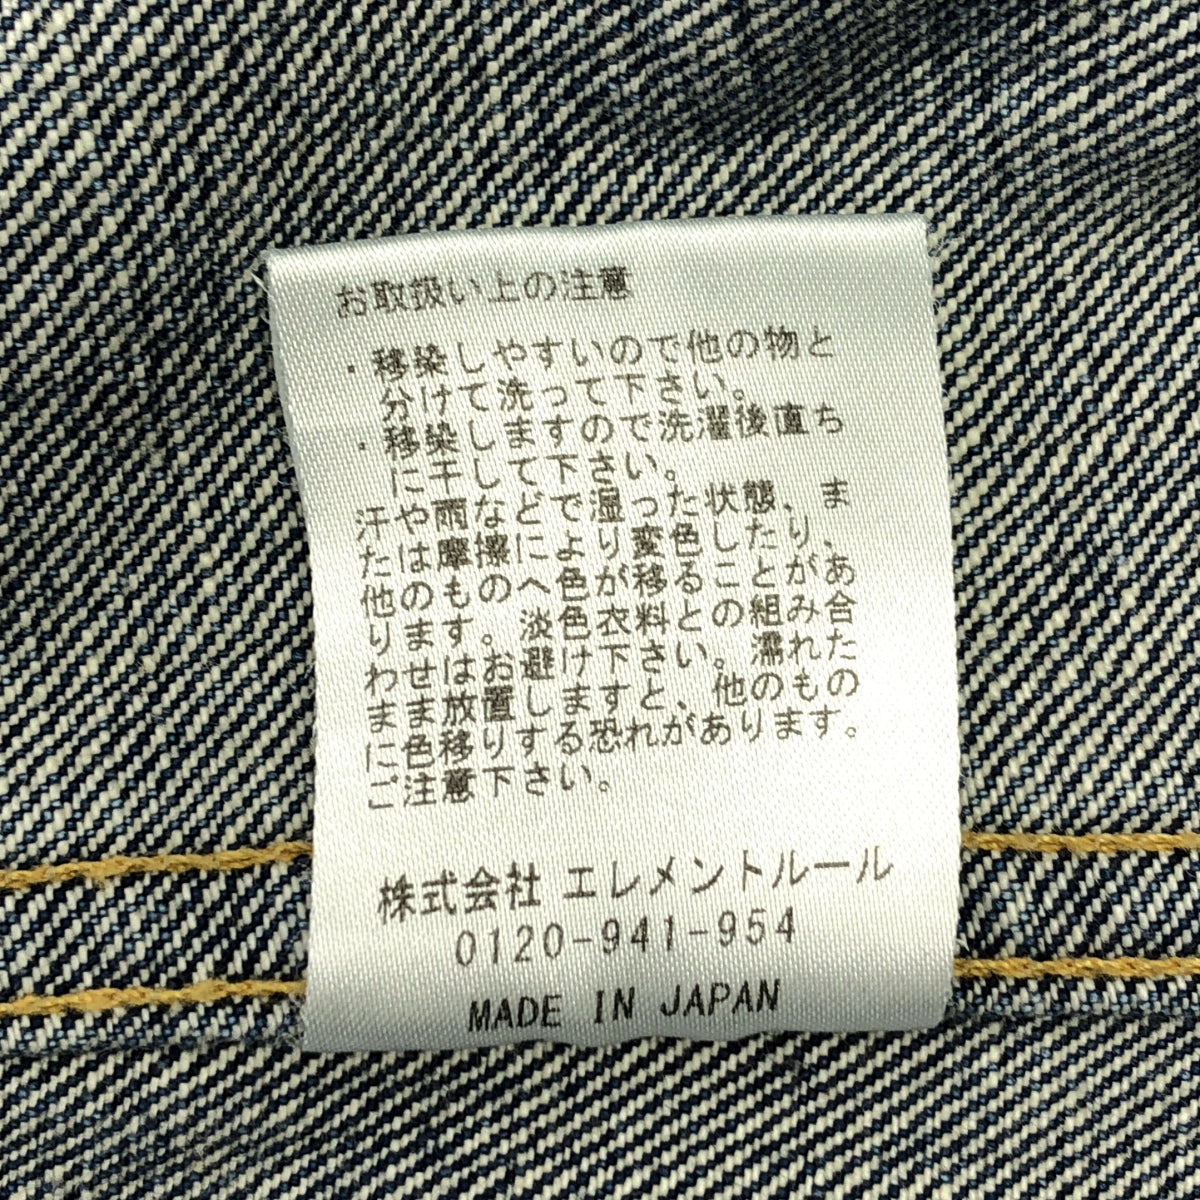 お取扱い上の注意
・移染しやすいので他の物と
分けて洗って下さい。
・移染しますので洗濯後直ち
に干して下さい。
汗や雨などで湿った状態、ま
たは摩擦により変色したり、
他のものへ色が移ることがあ
ります。淡色衣料との組み合
わせはお避け下さい。濡れた
まま放置しますと、他のもの
に色移りする恐れがあります。
ご注意下さい。
株式会社 エレメントルール
0120-941-954
MADE IN JAPAN